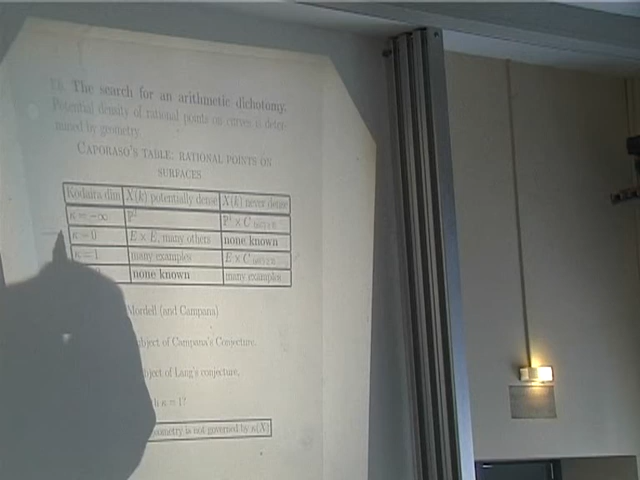 The search for an arithmetic dichotomy.
Potential density of rational points on curves is deter-
mined by geometry.
CAPORASO'S TABLE: RATIONAL POINTS ON
SURFACES
Kodaira dim X(k) potentially dense X(k) never dense
κ = −∞ P² P¹ × C
κ = 0 E × E, many others none known
κ = 1 many examples E × C
none known many examples
Mordell (and Campana)
bject of Campana's Conjecture.
bject of Lang's conjecture,
h κ = 1?
geometry is not governed by κ(X)